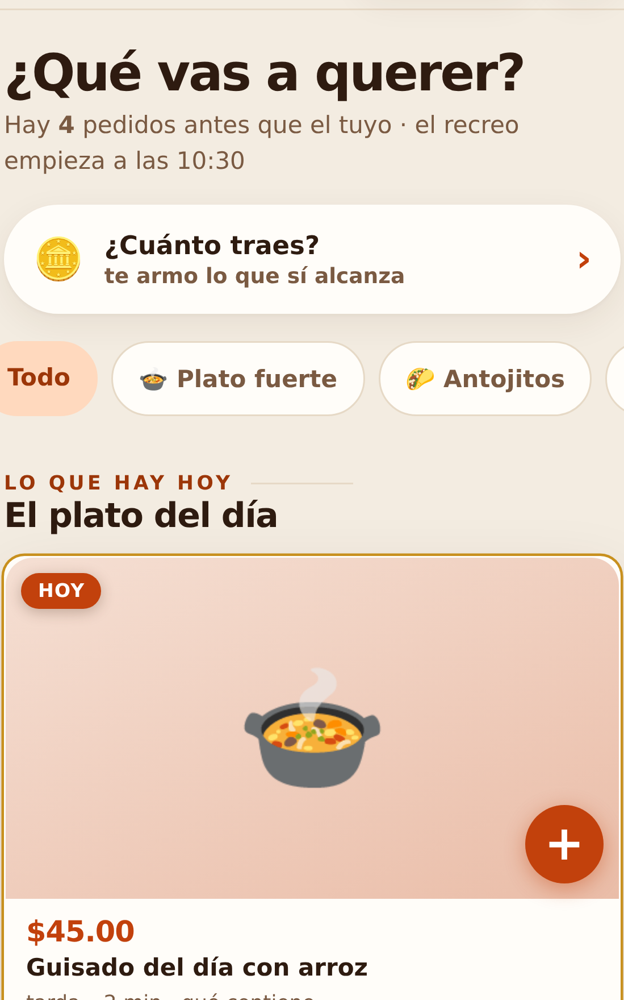 ¿Qué vas a querer?
Hay 4 pedidos antes que el tuyo · el recreo
empieza a las 10:30
¿Cuánto traes?
te armo lo que sí alcanza
›
Todo
Plato fuerte
Antojitos
LO QUE HAY HOY
El plato del día
HOY
+
$45.00
Guisado del día con arroz